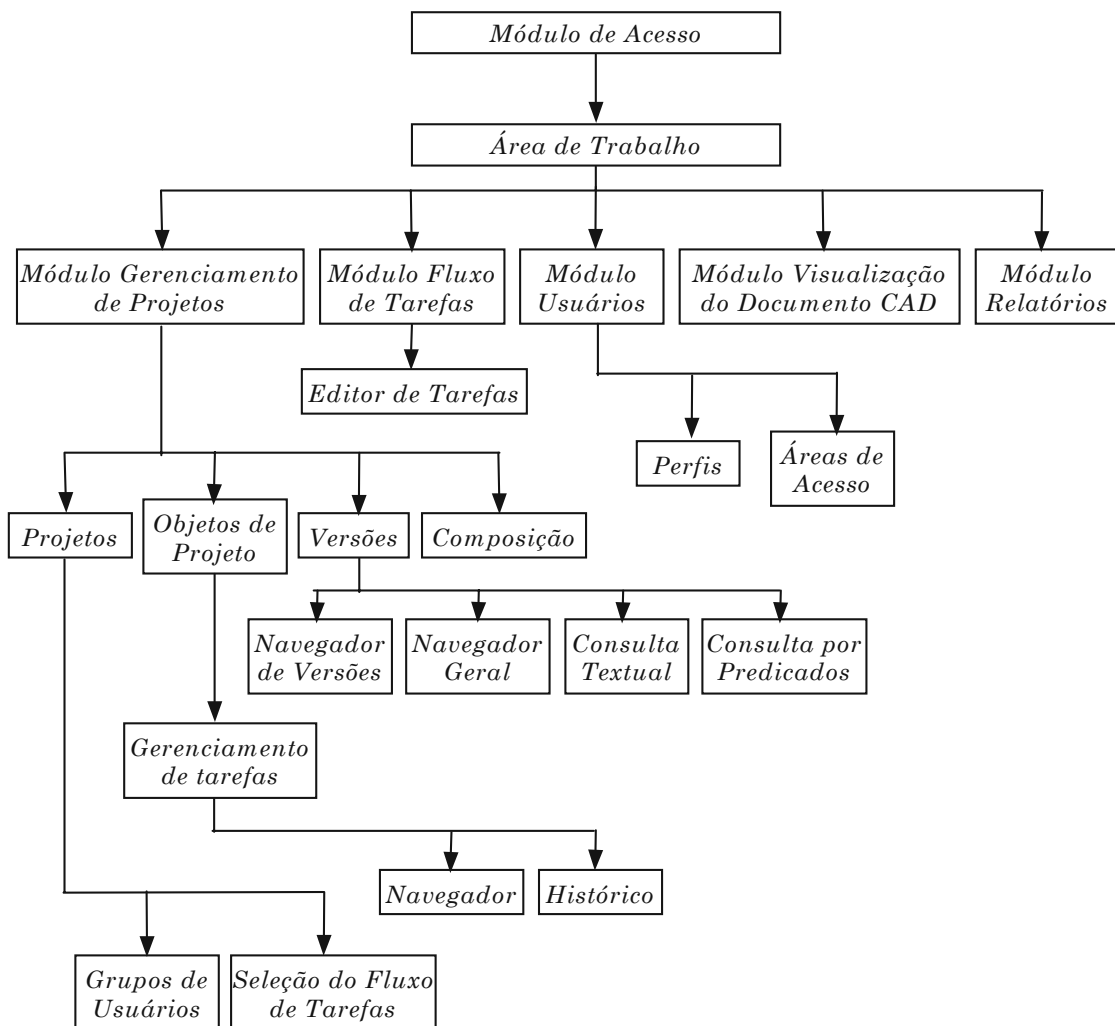 Módulo de Acesso
Área de Trabalho
Módulo Gerenciamento
de Projetos
Módulo Fluxo
de Tarefas
Módulo
Usuários
Módulo Visualização
do Documento CAD
Módulo
Relatórios
Editor de Tarefas
Perfis
Áreas de
Acesso
Projetos
Objetos de
Projeto
Versões
Composição
Navegador
de Versões
Navegador
Geral
Consulta
Textual
Consulta por
Predicados
Gerenciamento
de tarefas
Navegador
Histórico
Grupos de
Usuários
Seleção do Fluxo
de Tarefas